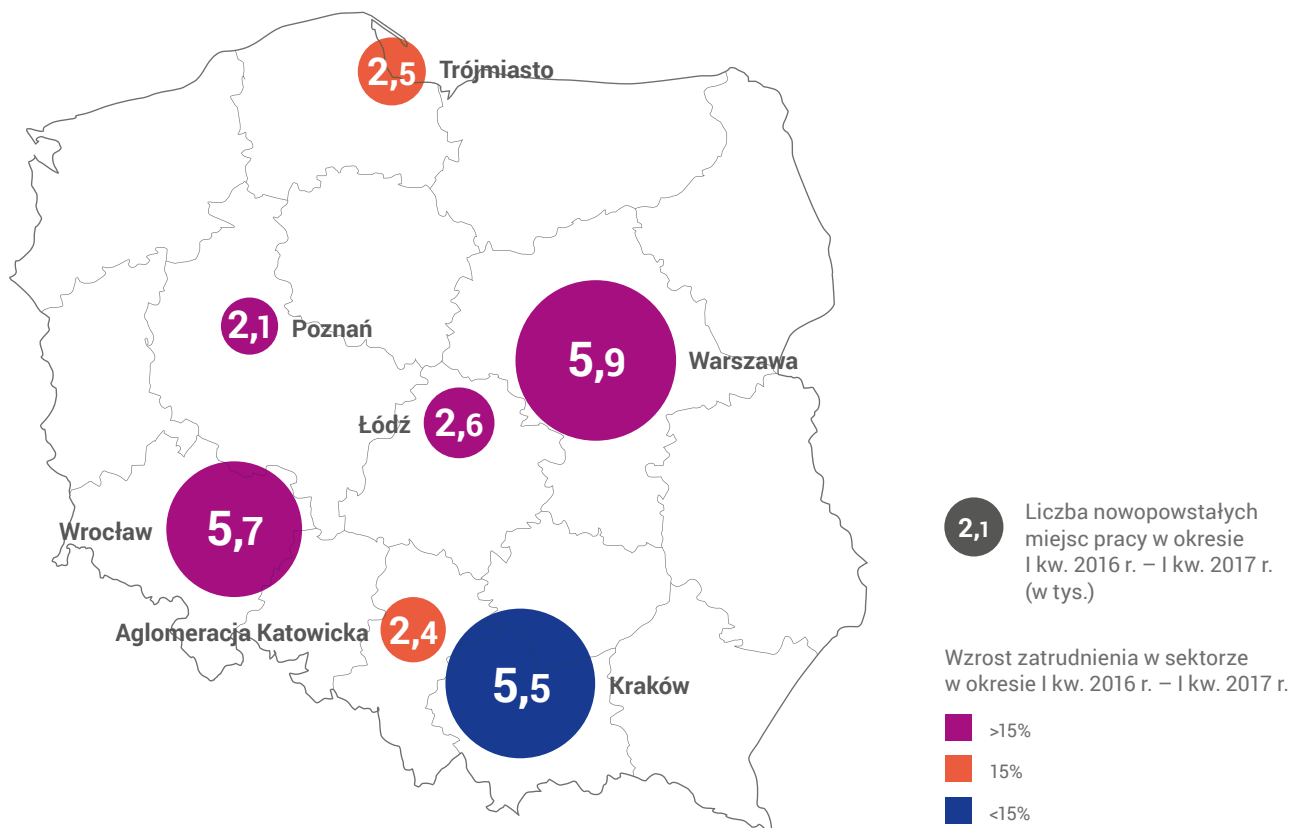 2,5 Trójmiasto
2,1 Poznań
5,9 Warszawa
Łódź 2,6
Wrocław 5,7
Aglomeracja Katowicka 2,4
5,5 Kraków
2,1
Liczba nowopowstałych
miejsc pracy w okresie
I kw. 2016 r. – I kw. 2017 r.
(w tys.)
Wzrost zatrudnienia w sektorze
w okresie I kw. 2016 r. – I kw. 2017 r.
>15%
15%
<15%